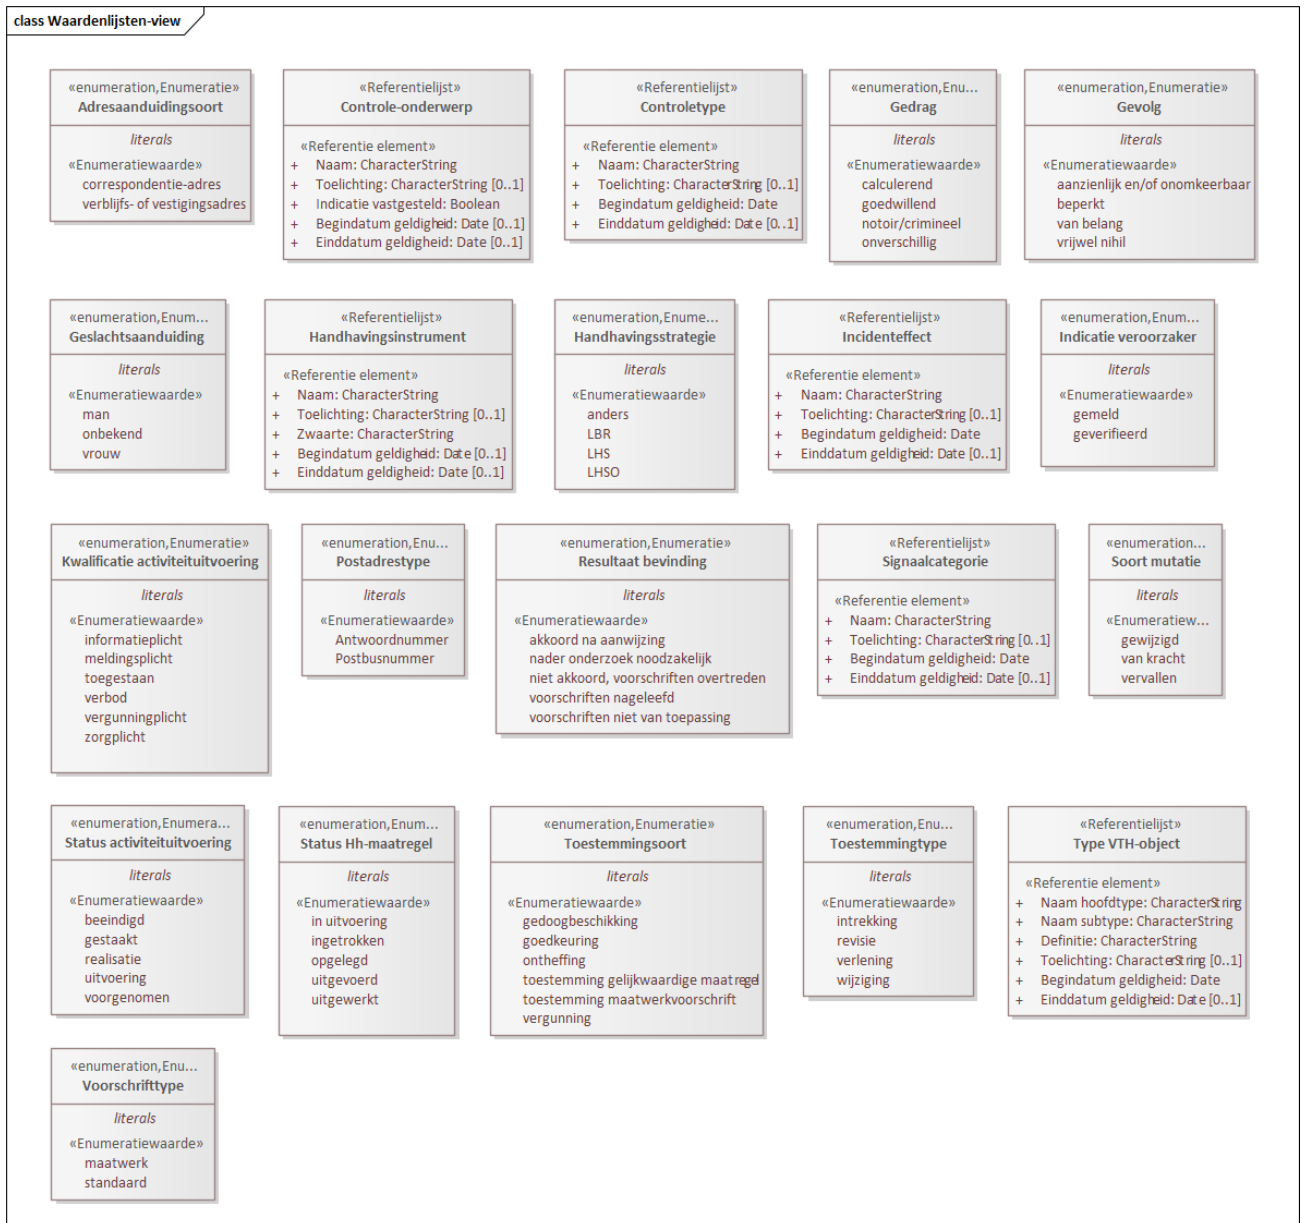 class Waardenlijsten-view
«enumeration,Enumeratie»
Adresaanduidingsoort
literals
«Enumeratiewaarde»
correspondentie-adres
verblijfs- of vestigingsadres
«Referentielijst»
Controle-onderwerp
«Referentie element»
+ Naam: CharacterString
+ Toelichting: CharacterString [0..1]
+ Indicatie vastgesteld: Boolean
+ Begindatum geldigheid: Date [0..1]
+ Einddatum geldigheid: Date [0..1]
«Referentielijst»
Controletype
«Referentie element»
+ Naam: CharacterString
+ Toelichting: CharacterString [0..1]
+ Begindatum geldigheid: Date
+ Einddatum geldigheid: Date [0..1]
«enumeration,Enu...
Gedrag
literals
«Enumeratiewaarde»
calculerend
goedwillend
notoir/crimineel
onverschillig
«enumeration,Enumeratie»
Gevolg
literals
«Enumeratiewaarde»
aanzienlijk en/of onomkeerbaar
beperkt
van belang
vrijwel nihil
«enumeration,Enum...
Geslachtsaanduiding
literals
«Enumeratiewaarde»
man
onbekend
vrouw
«Referentielijst»
Handhavingsinstrument
«Referentie element»
+ Naam: CharacterString
+ Toelichting: CharacterString [0..1]
+ Zwaarte: CharacterString
+ Begindatum geldigheid: Date [0..1]
+ Einddatum geldigheid: Date [0..1]
«enumeration,Enume...
Handhavingsstrategie
literals
«Enumeratiewaarde»
anders
LBR
LHS
LHSO
«Referentielijst»
Incidenteffect
«Referentie element»
+ Naam: CharacterString
+ Toelichting: CharacterString [0..1]
+ Begindatum geldigheid: Date
+ Einddatum geldigheid: Date [0..1]
«enumeration,Enum...
Indicatie veroorzaker
literals
«Enumeratiewaarde»
gemeld
geverifieerd
«enumeration,Enumeratie»
Kwalificatie activiteituitvoering
literals
«Enumeratiewaarde»
informatieplicht
meldingsplicht
toegestaan
verbod
vergunningplicht
zorgplicht
«enumeration,Enu...
Postadrestype
literals
«Enumeratiewaarde»
Antwoordnummer
Postbusnummer
«enumeration,Enumeratie»
Resultaat bevinding
literals
«Enumeratiewaarde»
akkoord na aanwijzing
nader onderzoek noodzakelijk
niet akkoord, voorschriften overtreden
voorschriften nageleefd
voorschriften niet van toepassing
«Referentielijst»
Signaalcategorie
«Referentie element»
+ Naam: CharacterString
+ Toelichting: CharacterString [0..1]
+ Begindatum geldigheid: Date
+ Einddatum geldigheid: Date [0..1]
«enumeration...
Soort mutatie
literals
«Enumeratiew...
gewijzigd
van kracht
vervallen
«enumeration,Enumera...
Status activiteituitvoering
literals
«Enumeratiewaarde»
beeindigd
gestaakt
realisatie
uitvoering
voorgenomen
«enumeration,Enum...
Status Hh-maatregel
literals
«Enumeratiewaarde»
in uitvoering
ingetrokken
opgelegd
uitgevoerd
uitgewerkt
«enumeration,Enumeratie»
Toestemmingsoort
literals
«Enumeratiewaarde»
gedoogbeschikking
goedkeuring
ontheffing
toestemming gelijkwaardige maatregel
toestemming maatwerkvoorschrift
vergunning
«enumeration,Enu...
Toestemmingtype
literals
«Enumeratiewaarde»
intrekking
revisie
verlening
wijziging
«Referentielijst»
Type VTH-object
«Referentie element»
+ Naam hoofdtype: CharacterString
+ Naam subtype: CharacterString
+ Definitie: CharacterString
+ Toelichting: CharacterString [0..1]
+ Begindatum geldigheid: Date
+ Einddatum geldigheid: Date [0..1]
«enumeration,Enu...
Voorschrifttype
literals
«Enumeratiewaarde»
maatwerk
standaard